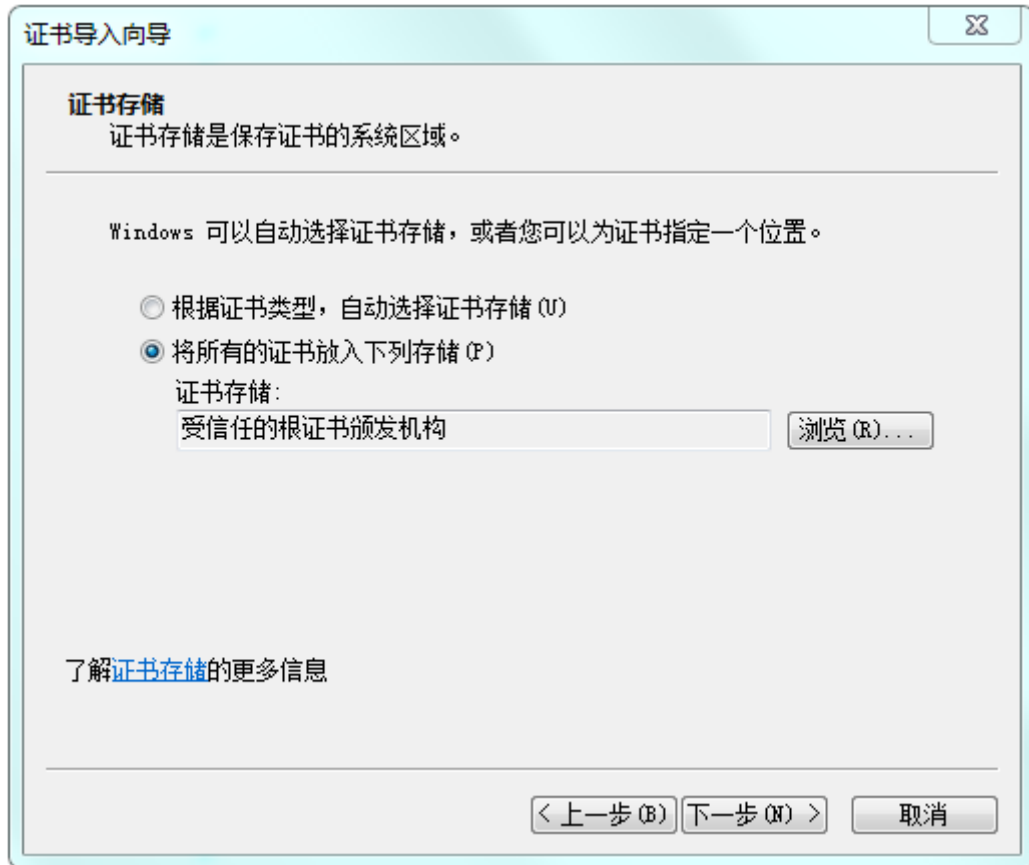 证书导入向导
证书存储
证书存储是保存证书的系统区域。
Windows 可以自动选择证书存储，或者您可以为证书指定一个位置。
根据证书类型，自动选择证书存储(U)
将所有的证书放入下列存储(P)
证书存储:
受信任的根证书颁发机构
浏览(R)...
了解证书存储的更多信息
< 上一步(B) 下一步(N) > 取消